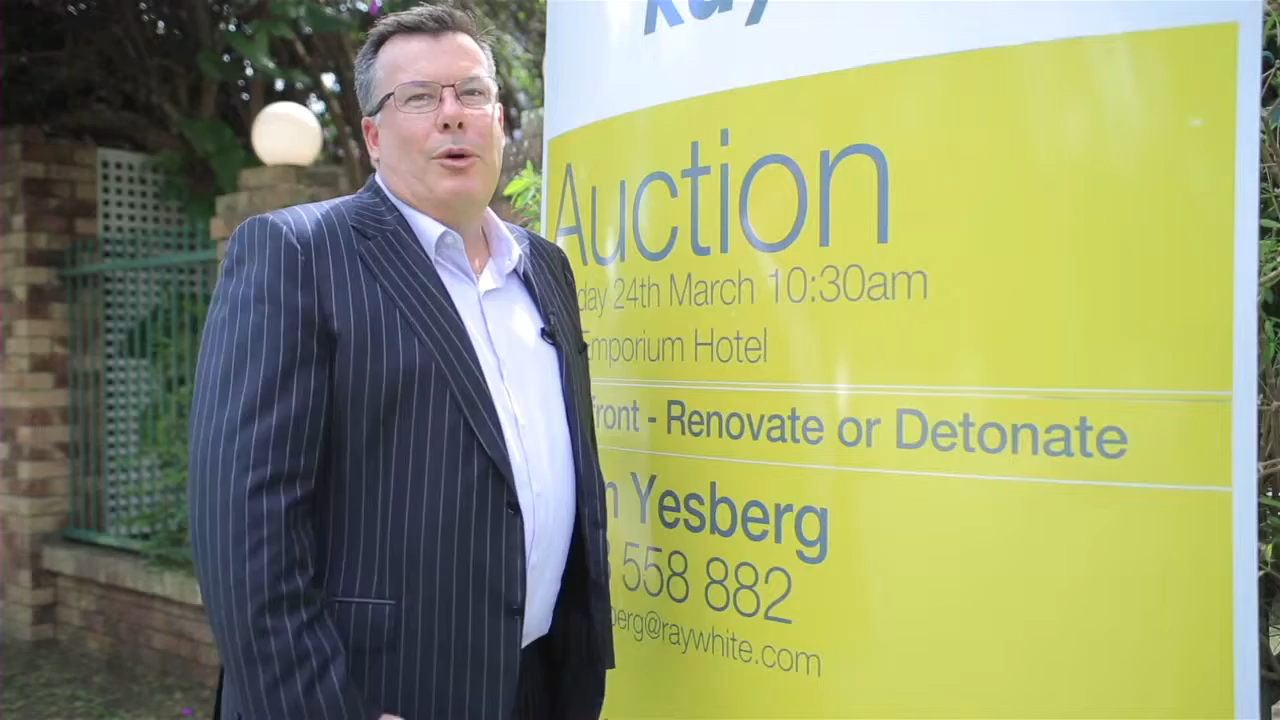 Auction
day 24th March 10:30am
Emporium Hotel
front - Renovate or Detonate
Yesberg
558 882
berg@raywhite.com